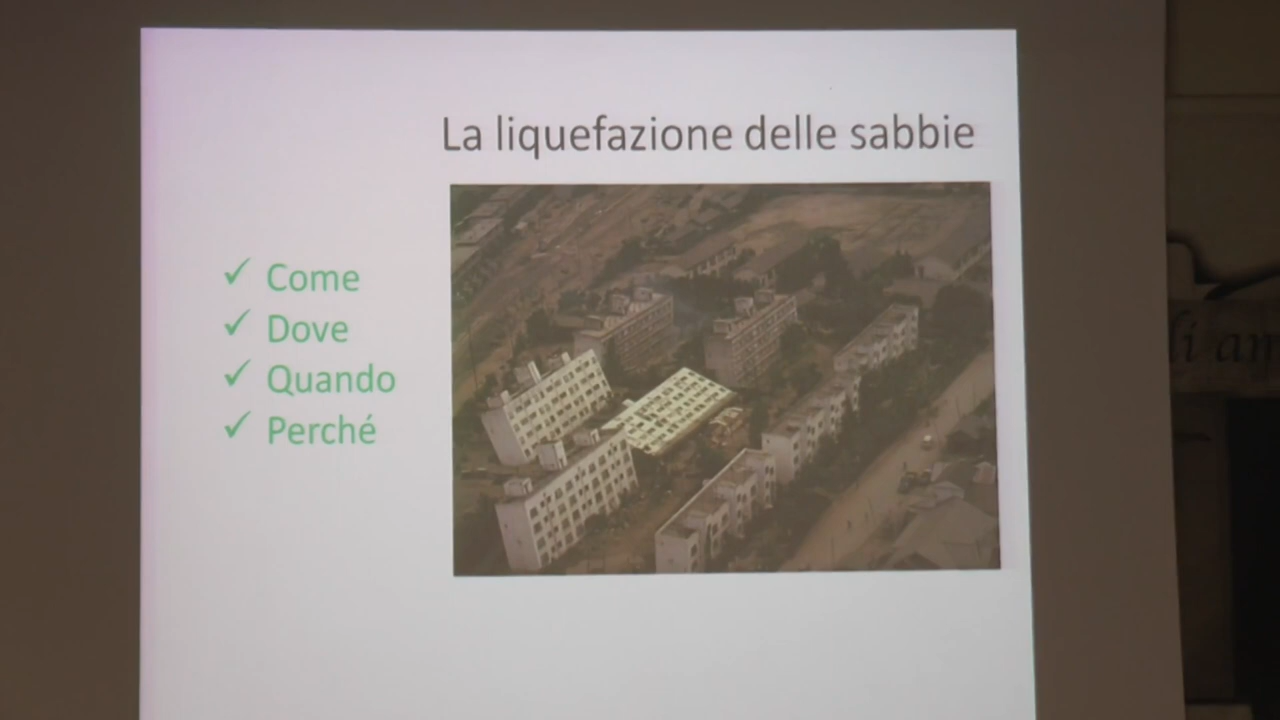 La liquefazione delle sabbie
✓ Come
✓ Dove
✓ Quando
✓ Perché